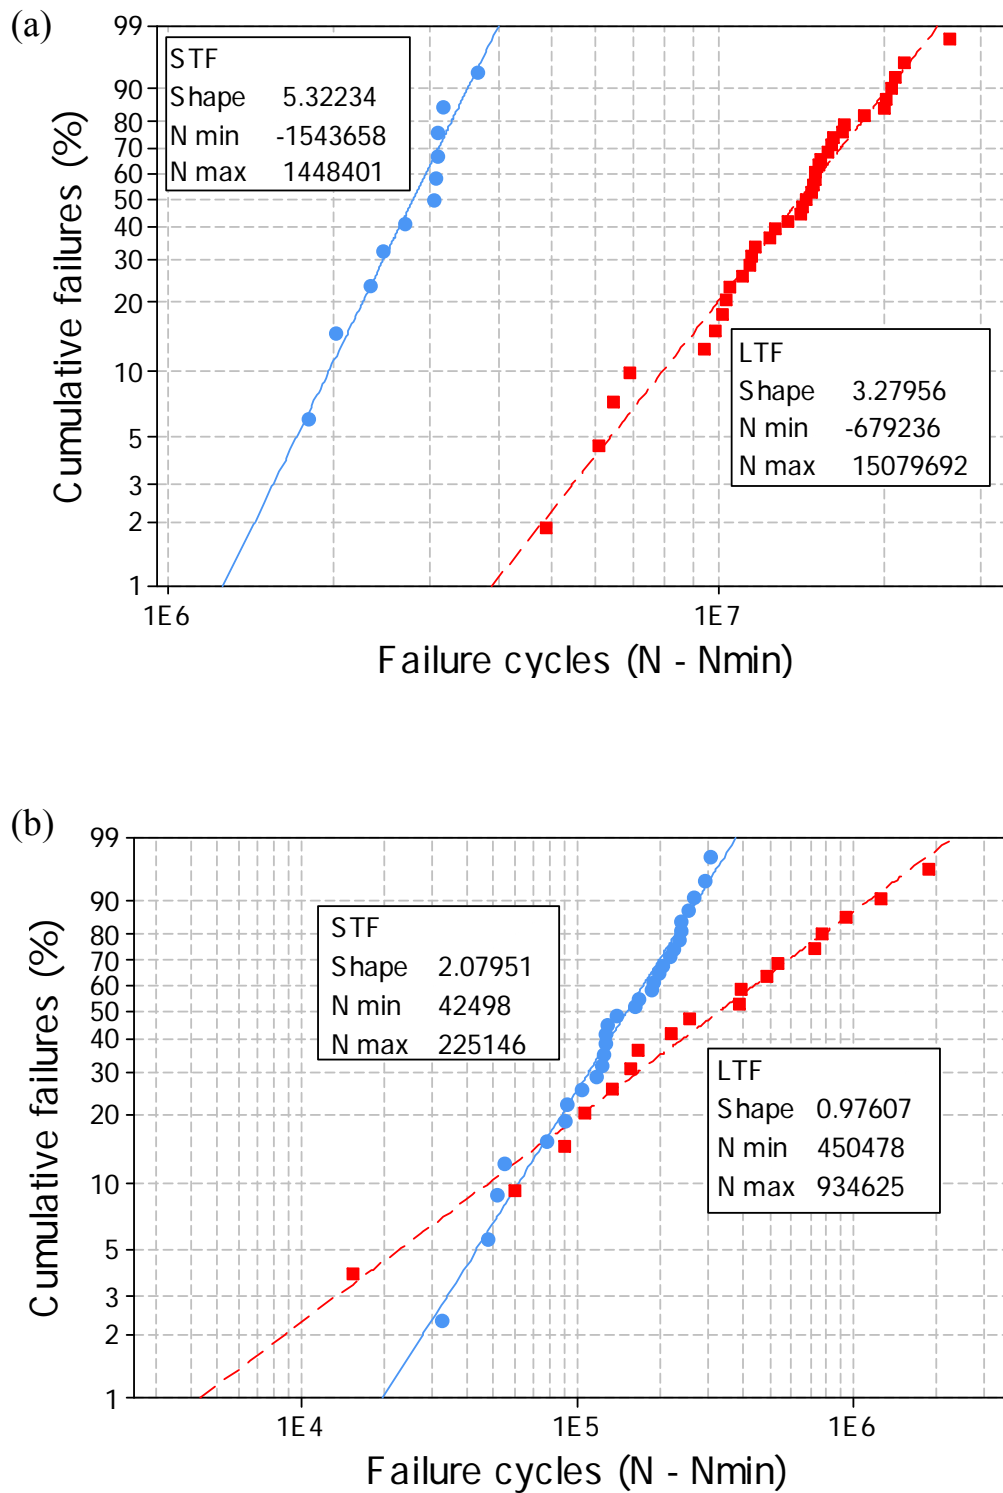 (a)
99
90
80
70
60
50
40
30
20
10
5
3
2
1
Cumulative failures (%)
STF
Shape 5.32234
N min -1543658
N max 1448401
LTF
Shape 3.27956
N min -679236
N max 15079692
1E6 1E7
Failure cycles (N - Nmin)
(b)
99
90
80
70
60
50
40
30
20
10
5
3
2
1
Cumulative failures (%)
STF
Shape 2.07951
N min 42498
N max 225146
LTF
Shape 0.97607
N min 450478
N max 934625
1E4 1E5 1E6
Failure cycles (N - Nmin)